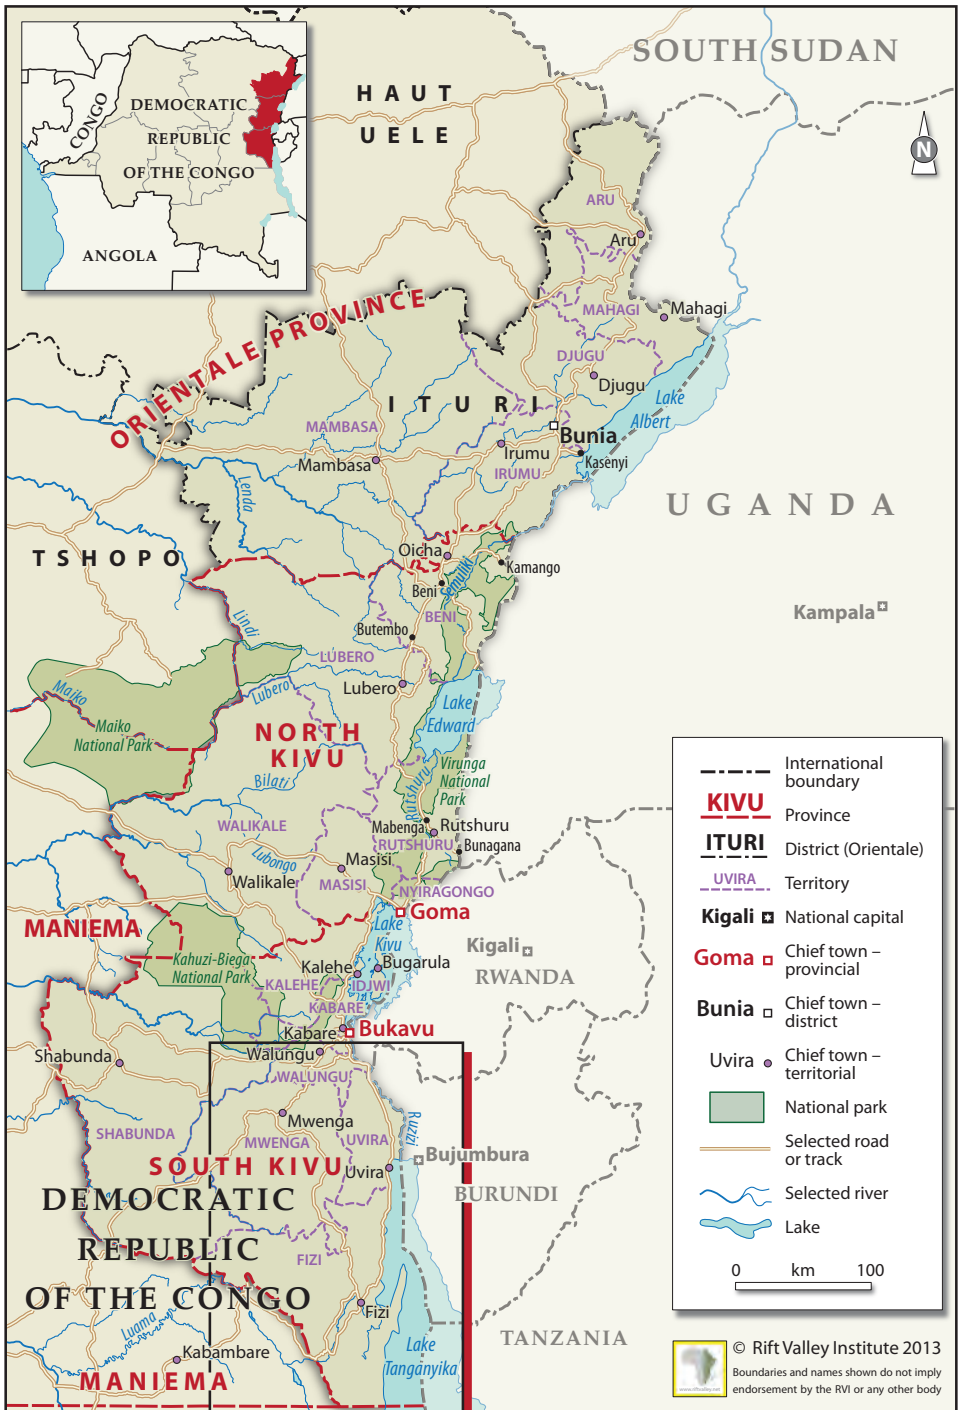 SOUTH SUDAN
HAUT
UELE
CONGO
DEMOCRATIC
REPUBLIC
OF THE CONGO
ANGOLA
N
ARU
Aru
ORIENTALE PROVINCE
MAHAGI
Mahagi
DJUGU
Djugu
ITURI
Lake
Albert
MAMBASA
Bunia
Mambasa
Irumu
Kasenyi
IRUMU
Lenda
UGANDA
TSHOPO
Oicha
Kamango
Semuliki
Beni
BENI
Kampala
Lindi
Butembo
LUBERO
Lubero
Lubero
Maiko
Maiko
National Park
Lake
Edward
NORTH
KIVU
Bilati
Virunga
National
Park
Rutshuru
WALIKALE
Mabenga
Rutshuru
RUTSHURU
Bunagana
Lubongo
Masisi
Walikale
MASISI
NYIRAGONGO
Goma
MANIEMA
Lake
Kivu
Kigali
RWANDA
Kahuzi-Biega
National Park
Kalehe
Bugarula
KALEHE
IDJWI
KABARE
Kabare
Bukavu
Shabunda
Walungu
WALUNGU
Mwenga
Ruzizi
SHABUNDA
MWENGA
UVIRA
Bujumbura
SOUTH KIVU
Uvira
BURUNDI
DEMOCRATIC
REPUBLIC
OF THE CONGO
FIZI
Fizi
Luama
TANZANIA
Lake
Tanganyika
Kabambare
MANIEMA
International
boundary
KIVU
Province
ITURI
District (Orientale)
UVIRA
Territory
Kigali
National capital
Goma
Chief town –
provincial
Bunia
Chief town –
district
Uvira
Chief town –
territorial
National park
Selected road
or track
Selected river
Lake
0 km 100
© Rift Valley Institute 2013
Boundaries and names shown do not imply
endorsement by the RVI or any other body
www.riftvalley.net